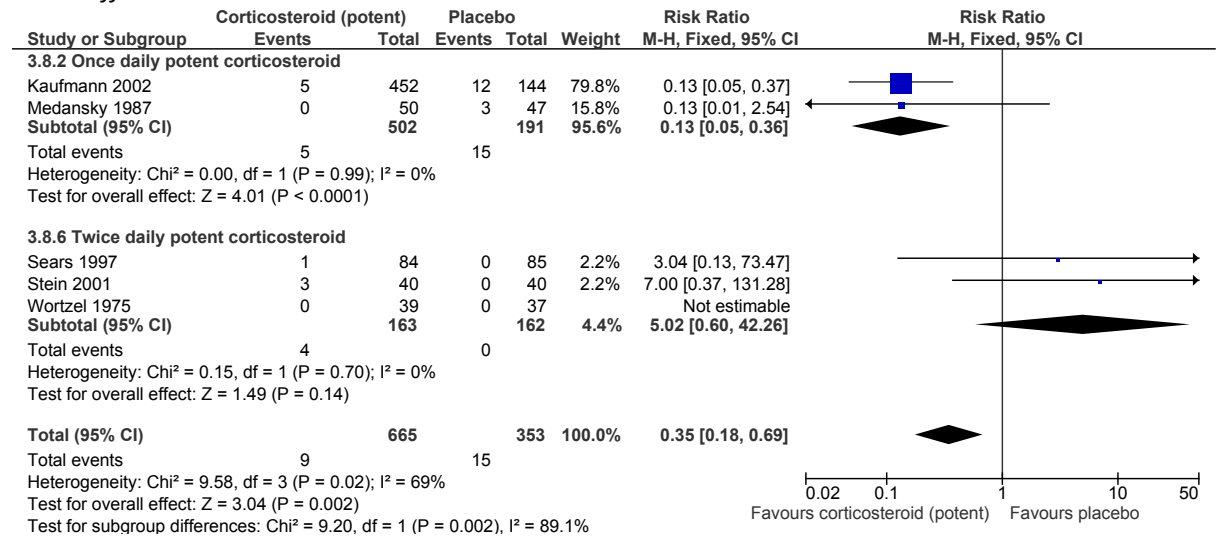 Corticosteroid (potent) Placebo Risk Ratio Risk Ratio
Study or Subgroup Events Total Events Total Weight M-H, Fixed, 95% CI M-H, Fixed, 95% CI
3.8.2 Once daily potent corticosteroid
Kaufmann 2002 5 452 12 144 79.8% 0.13 [0.05, 0.37]
Medansky 1987 0 50 3 47 15.8% 0.13 [0.01, 2.54]
Subtotal (95% CI) 502 191 95.6% 0.13 [0.05, 0.36]
Total events 5 15
Heterogeneity: Chi² = 0.00, df = 1 (P = 0.99); I² = 0%
Test for overall effect: Z = 4.01 (P < 0.0001)
3.8.6 Twice daily potent corticosteroid
Sears 1997 1 84 0 85 2.2% 3.04 [0.13, 73.47]
Stein 2001 3 40 0 40 2.2% 7.00 [0.37, 131.28]
Wortzel 1975 0 39 0 37 Not estimable
Subtotal (95% CI) 163 162 4.4% 5.02 [0.60, 42.26]
Total events 4 0
Heterogeneity: Chi² = 0.15, df = 1 (P = 0.70); I² = 0%
Test for overall effect: Z = 1.49 (P = 0.14)
Total (95% CI) 665 353 100.0% 0.35 [0.18, 0.69]
Total events 9 15
Heterogeneity: Chi² = 9.58, df = 3 (P = 0.02); I² = 69%
Test for overall effect: Z = 3.04 (P = 0.002)
Test for subgroup differences: Chi² = 9.20, df = 1 (P = 0.002), I² = 89.1%
0.02 0.1 1 10 50
Favours corticosteroid (potent) Favours placebo